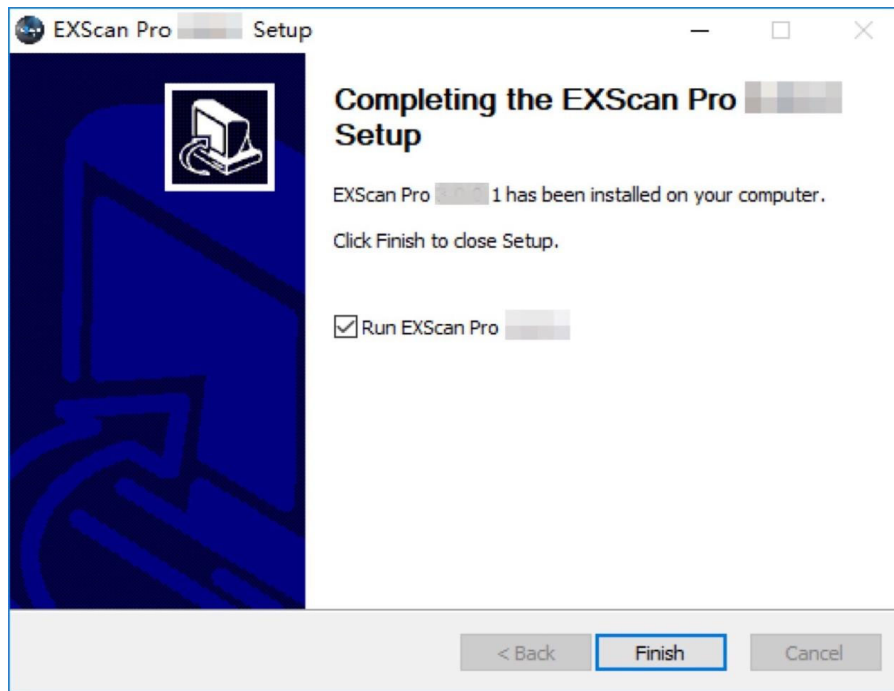 EXScan Pro Setup
Completing the EXScan Pro
Setup
EXScan Pro 1 has been installed on your computer.
Click Finish to close Setup.
Run EXScan Pro
< Back
Finish
Cancel